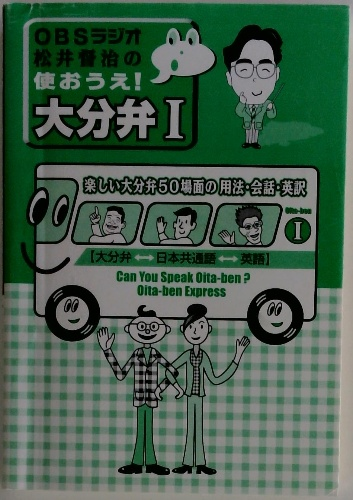 OBSラジオ
松井督治の
使おうえ!
大分弁 I
楽しい大分弁50場面の 用法・会話・英訳
Oita-ben
I
【大分弁 ↔ 日本共通語 ↔ 英語】
Can You Speak Oita-ben ?
Oita-ben Express